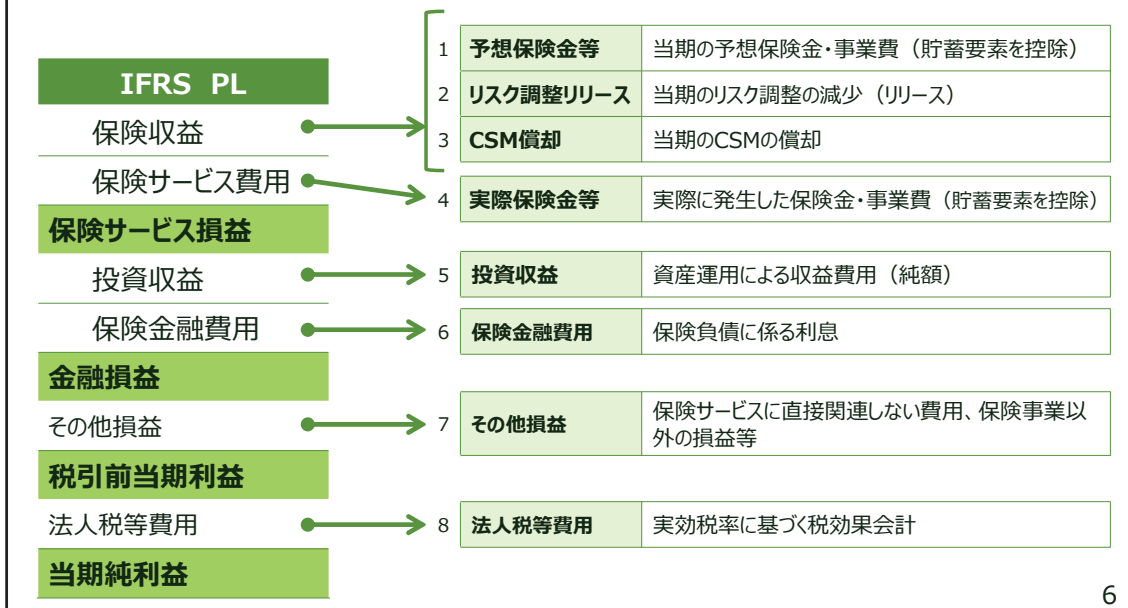 IFRS PL
保険収益
保険サービス費用
保険サービス損益
投資収益
保険金融費用
金融損益
その他損益
税引前当期利益
法人税等費用
当期純利益
1 予想保険金等 当期の予想保険金・事業費（貯蓄要素を控除）
2 リスク調整リリース 当期のリスク調整の減少（リリース）
3 CSM償却 当期のCSMの償却
4 実際保険金等 実際に発生した保険金・事業費（貯蓄要素を控除）
5 投資収益 資産運用による収益費用（純額）
6 保険金融費用 保険負債に係る利息
7 その他損益 保険サービスに直接関連しない費用、保険事業以
外の損益等
8 法人税等費用 実効税率に基づく税効果会計
6